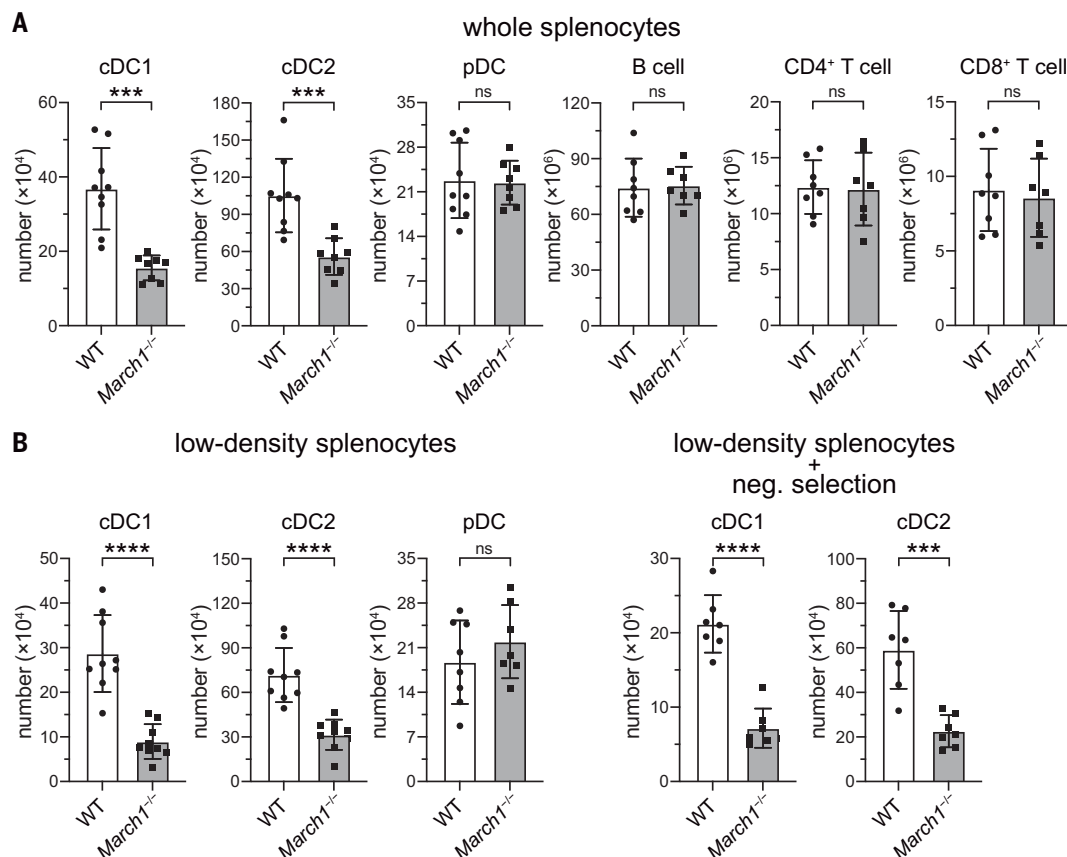 A
whole splenocytes
cDC1 cDC2 pDC B cell CD4⁺ T cell CD8⁺ T cell
*** *** ns ns ns ns
number (×10⁴) number (×10⁴) number (×10⁴) number (×10⁶) number (×10⁶) number (×10⁶)
60 180 35 120 20 15
150 28 90 15
40 120 21 60 10 10
90 14 30 5
20 60 7 0 0 5
30
0 0 0 0
WT March1⁻/⁻ WT March1⁻/⁻ WT March1⁻/⁻ WT March1⁻/⁻ WT March1⁻/⁻ WT March1⁻/⁻
B
low-density splenocytes
low-density splenocytes
+
neg. selection
cDC1 cDC2 pDC cDC1 cDC2
**** **** ns **** ***
number (×10⁴) number (×10⁴) number (×10⁴) number (×10⁴) number (×10⁴)
50 150 35 30 100
40 120 28 80
30 90 21 20 60
20 60 14 10 40
10 30 7 20
0 0 0 0 0
WT March1⁻/⁻ WT March1⁻/⁻ WT March1⁻/⁻ WT March1⁻/⁻ WT March1⁻/⁻